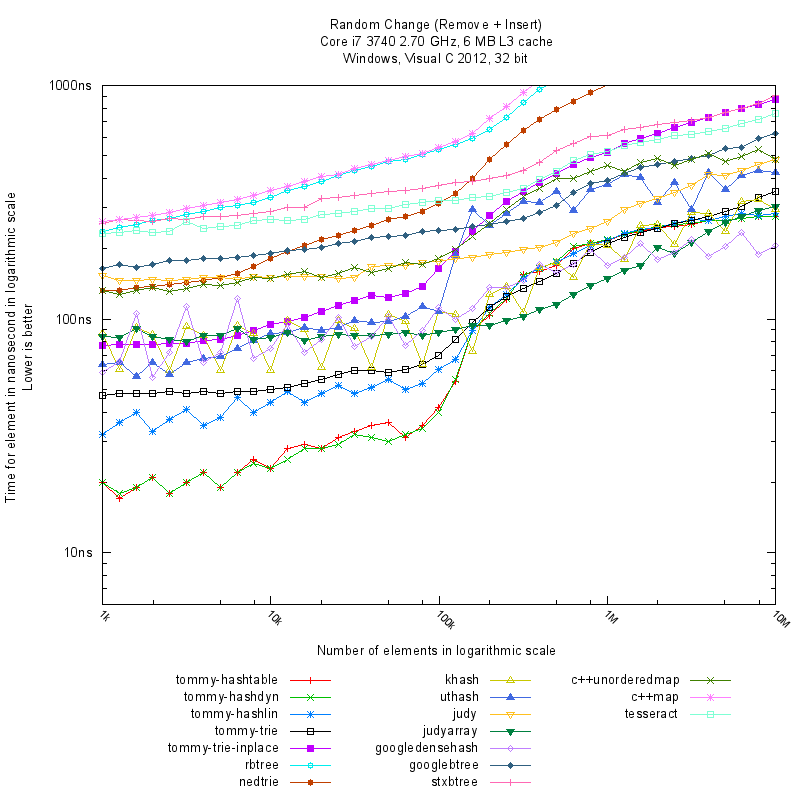 Random Change (Remove + Insert)
Core i7 3740 2.70 GHz, 6 MB L3 cache
Windows, Visual C 2012, 32 bit
1000ns
100ns
10ns
Time for element in nanosecond in logarithmic scale
Lower is better
1k
10k
100k
1M
10M
Number of elements in logarithmic scale
tommy-hashtable
tommy-hashdyn
tommy-hashlin
tommy-trie
tommy-trie-inplace
rbtree
nedtrie
khash
uthash
judy
judyarray
googledensehash
googlebtree
stxbtree
c++unorderedmap
c++map
tesseract